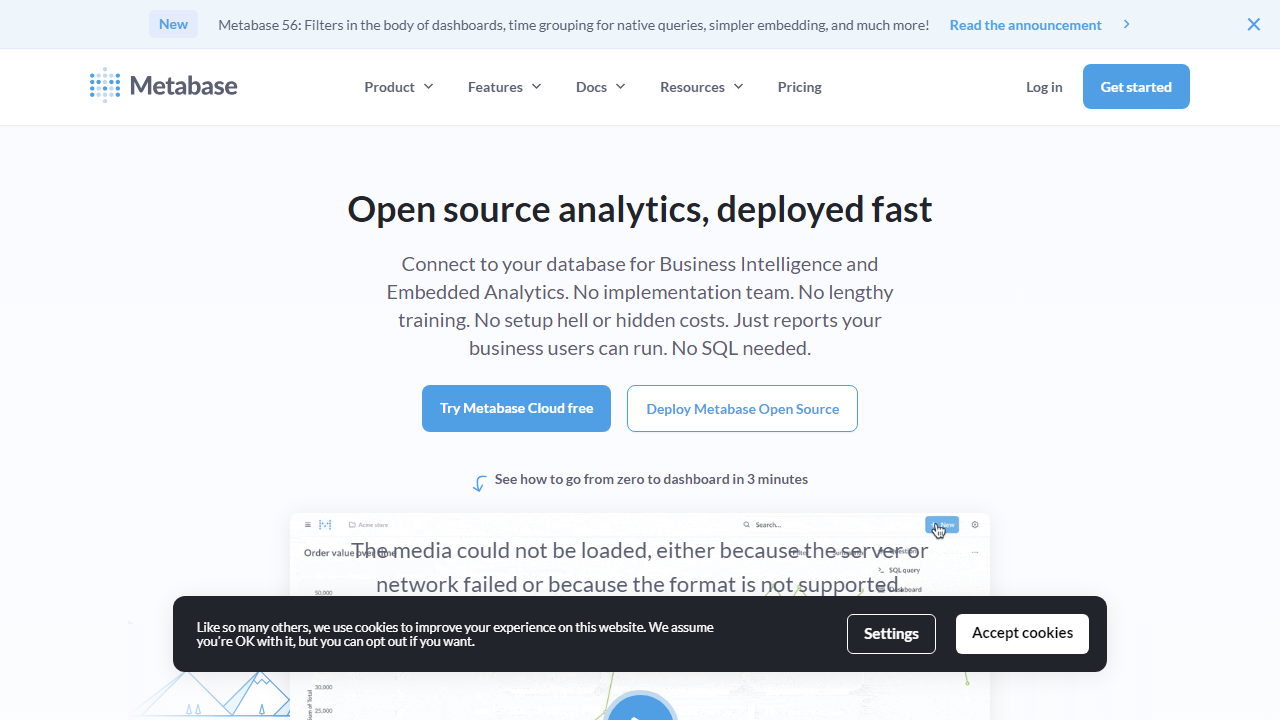 New
Metabase 56: Filters in the body of dashboards, time grouping for native queries, simpler embedding, and much more!
Read the announcement
Metabase
Product
Features
Docs
Resources
Pricing
Log in
Get started
Open source analytics, deployed fast
Connect to your database for Business Intelligence and
Embedded Analytics. No implementation team. No lengthy
training. No setup hell or hidden costs. Just reports your
business users can run. No SQL needed.
Try Metabase Cloud free
Deploy Metabase Open Source
See how to go from zero to dashboard in 3 minutes
Acme store
Search...
New
Order value over time
The media could not be loaded, either because the server or
network failed or because the format is not supported.
SQL query
Dashboard
50,000
Like so many others, we use cookies to improve your experience on this website. We assume
you're OK with it, but you can opt out if you want.
Settings
Accept cookies
30,000
25,000